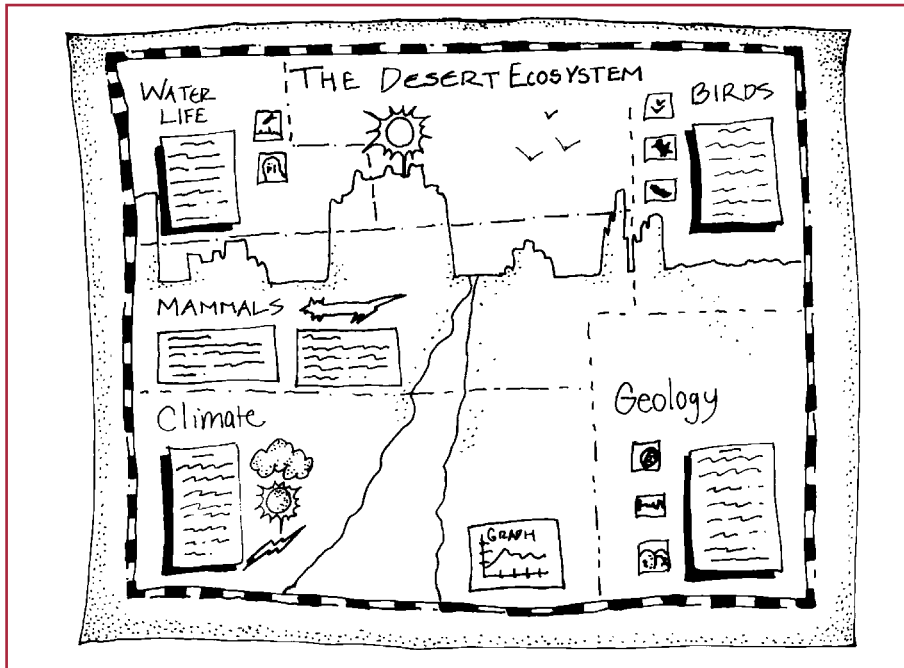 THE DESERT ECOSYSTEM
WATER
LIFE
BIRDS
MAMMALS
Climate
Geology
GRAPH